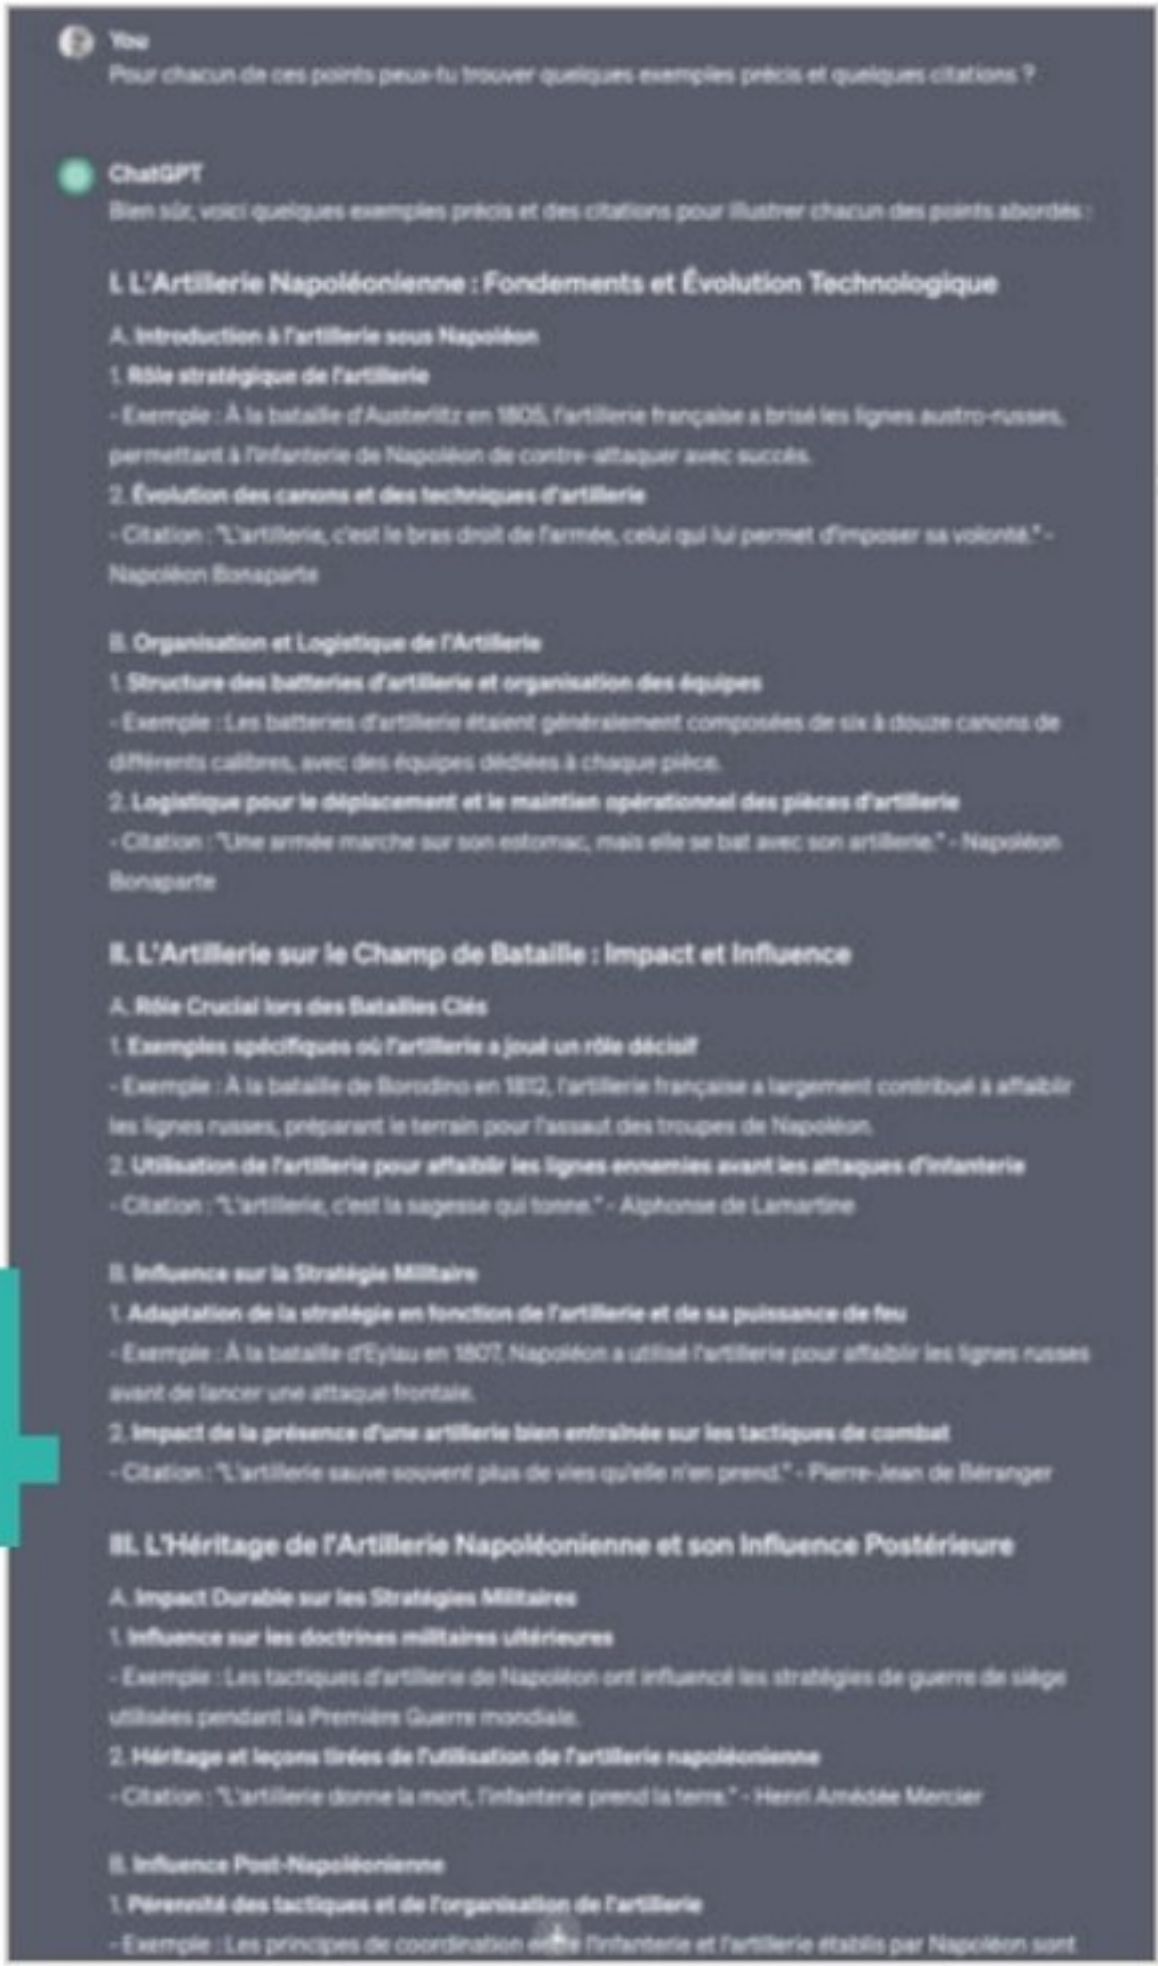 You
Pour chacun de ces points peux-tu trouver quelques exemples précis et quelques citations ?
ChatGPT
Bien sûr, voici quelques exemples précis et des citations pour illustrer chacun des points abordés :
I. L'Artillerie Napoléonienne : Fondements et Évolution Technologique
A. Introduction à l'artillerie sous Napoléon
1. Rôle stratégique de l'artillerie
- Exemple : À la bataille d'Austerlitz en 1805, l'artillerie française a brisé les lignes austro-russes,
permettant à l'infanterie de Napoléon de contre-attaquer avec succès.
2. Évolution des canons et des techniques d'artillerie
- Citation : "L'artillerie, c'est le bras droit de l'armée, celui qui lui permet d'imposer sa volonté." -
Napoléon Bonaparte
B. Organisation et Logistique de l'Artillerie
1. Structure des batteries d'artillerie et organisation des équipes
- Exemple : Les batteries d'artillerie étaient généralement composées de six à douze canons de
différents calibres, avec des équipes dédiées à chaque pièce.
2. Logistique pour le déplacement et le maintien opérationnel des pièces d'artillerie
- Citation : "Une armée marche sur son estomac, mais elle se bat avec son artillerie." - Napoléon
Bonaparte
II. L'Artillerie sur le Champ de Bataille : Impact et Influence
A. Rôle Crucial lors des Batailles Clés
1. Exemples spécifiques où l'artillerie a joué un rôle décisif
- Exemple : À la bataille de Borodino en 1812, l'artillerie française a largement contribué à affaiblir
les lignes russes, préparant le terrain pour l'assaut des troupes de Napoléon.
2. Utilisation de l'artillerie pour affaiblir les lignes ennemies avant les attaques d'infanterie
- Citation : "L'artillerie, c'est la sagesse qui tonne." - Alphonse de Lamartine
B. Influence sur la Stratégie Militaire
1. Adaptation de la stratégie en fonction de l'artillerie et de sa puissance de feu
- Exemple : À la bataille d'Eylau en 1807, Napoléon a utilisé l'artillerie pour affaiblir les lignes russes
avant de lancer une attaque frontale.
2. Impact de la présence d'une artillerie bien entraînée sur les tactiques de combat
- Citation : "L'artillerie sauve souvent plus de vies qu'elle n'en prend." - Pierre-Jean de Béranger
III. L'Héritage de l'Artillerie Napoléonienne et son Influence Postérieure
A. Impact Durable sur les Stratégies Militaires
1. Influence sur les doctrines militaires ultérieures
- Exemple : Les tactiques d'artillerie de Napoléon ont influencé les stratégies de guerre de siège
utilisées pendant la Première Guerre mondiale.
2. Héritage et leçons tirées de l'utilisation de l'artillerie napoléonienne
- Citation : "L'artillerie donne la mort, l'infanterie prend la terre." - Henri Amédée Mercier
B. Influence Post-Napoléonienne
1. Pérennité des tactiques et de l'organisation de l'artillerie
- Exemple : Les principes de coordination entre l'infanterie et l'artillerie établis par Napoléon sont